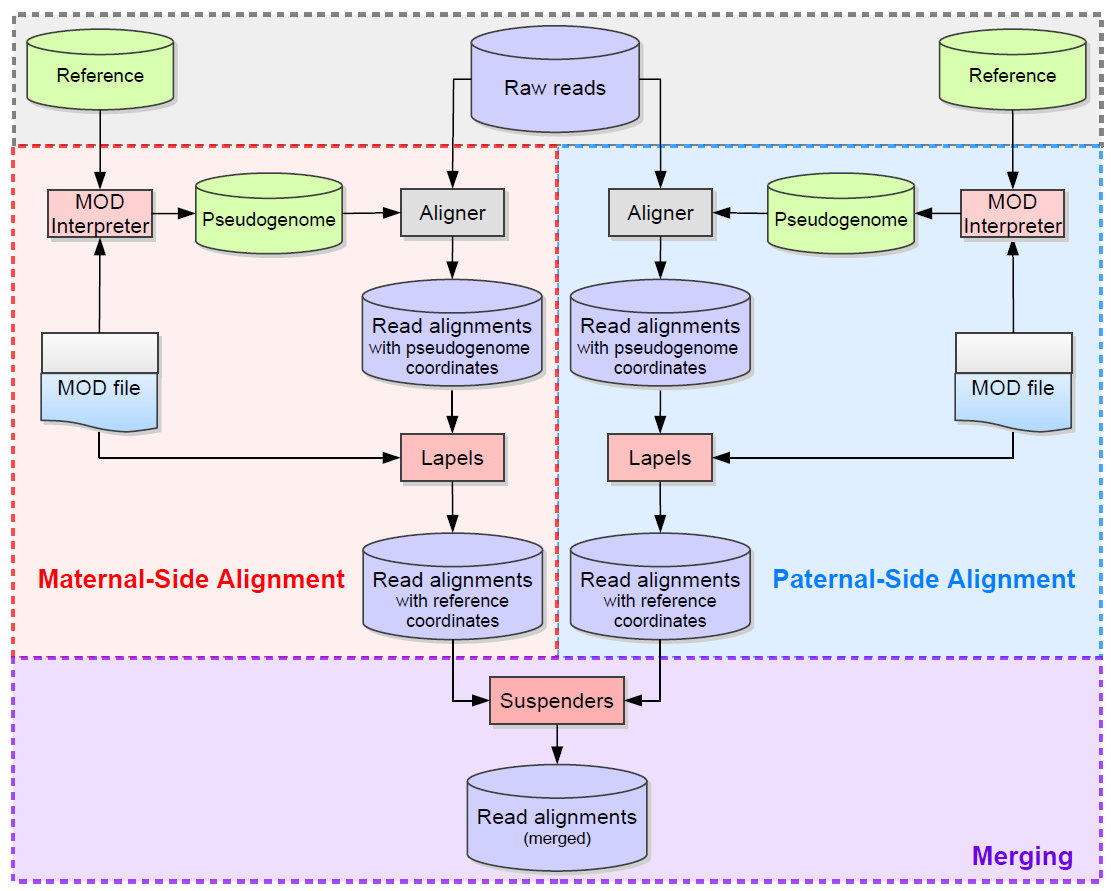 Reference
Raw reads
Reference
MOD
Interpreter
Pseudogenome
Aligner
Aligner
Pseudogenome
MOD
Interpreter
Read alignments
with pseudogenome
coordinates
Read alignments
with pseudogenome
coordinates
MOD file
MOD file
Lapels
Lapels
Maternal-Side Alignment
Read alignments
with reference
coordinates
Read alignments
with reference
coordinates
Paternal-Side Alignment
Suspenders
Read alignments
(merged)
Merging